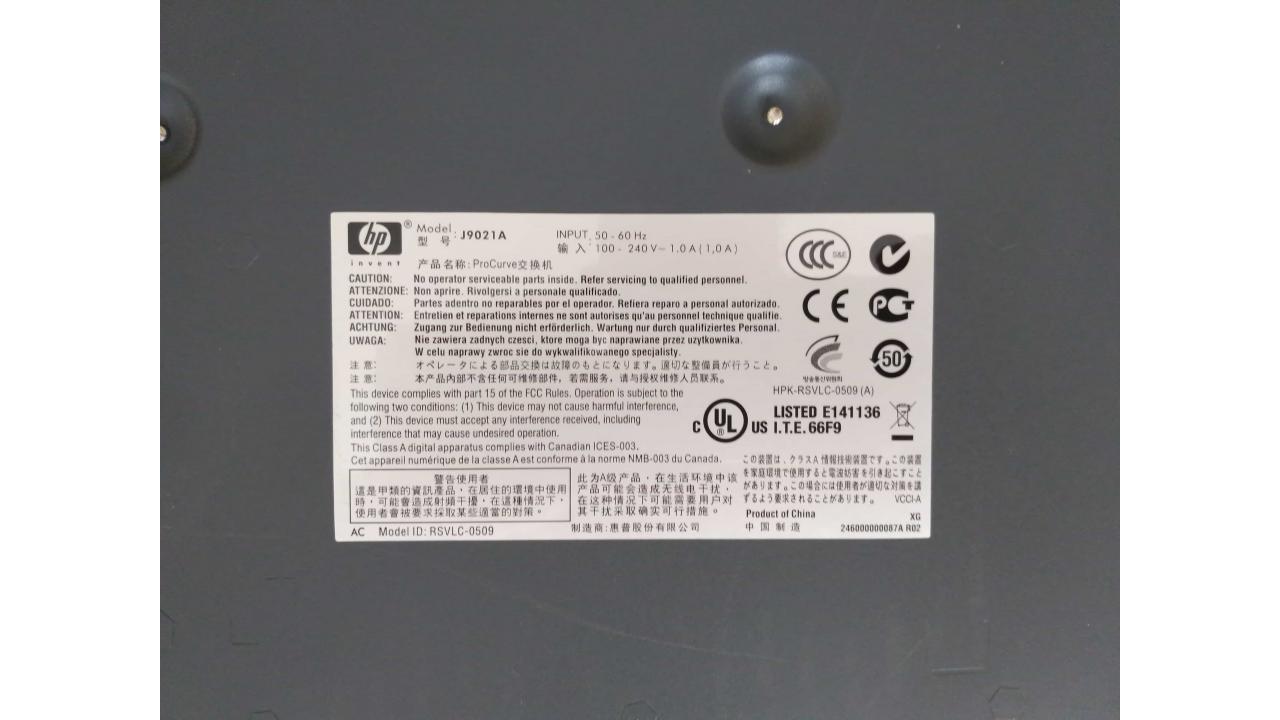 hp ®
invent
Model : J9021A
型 号
INPUT 50 - 60 Hz
输 入 : 100 - 240 V~ 1.0 A (1,0 A)
产品名称: ProCurve交换机
CAUTION: No operator serviceable parts inside. Refer servicing to qualified personnel.
ATTENZIONE: Non aprire. Rivolgersi a personale qualificado.
CUIDADO: Partes adentro no reparables por el operador. Refiera reparo a personal autorizado.
ATTENTION: Entretien et reparations internes ne sont autorises qu'au personnel technique qualifie.
ACHTUNG: Zugang zur Bedienung nicht erförderlich. Wartung nur durch qualifiziertes Personal.
UWAGA: Nie zawiera zadnych czesci, ktore moga byc naprawiane przez uzytkownika.
W celu naprawy zwroc sie do wykwalifikowanego specjalisty.
注 意: オペレータによる部品交換は故障のもとになります。適切な整備員が行うこと。
注 意: 本产品内部不含任何可维修部件，若需服务，请与授权维修人员联系。
This device complies with part 15 of the FCC Rules. Operation is subject to the
following two conditions: (1) This device may not cause harmful interference,
and (2) This device must accept any interference received, including
interference that may cause undesired operation.
This Class A digital apparatus complies with Canadian ICES-003.
Cet appareil numérique de la classe A est conforme à la norme NMB-003 du Canada.
警告使用者
這是甲類的資訊產品，在居住的環境中使用
時，可能會造成射頻干擾，在這種情況下，
使用者會被要求採取某些適當的對策。
此为A级产品，在生活环境中该
产品可能会造成无线电干扰，
在这种情况下可能需要用户对
其干扰采取确实可行措施。
AC Model ID: RSVLC-0509
制造商: 惠普股份有限公司
CCC S&E
CE
PCT
50
방송통신위원회
HPK-RSVLC-0509 (A)
C UL ® US
LISTED E141136
I.T.E. 66F9
この装置は、クラスA情報技術装置です。この装置
を家庭環境で使用すると電波妨害を引き起こすこと
があります。この場合には使用者が適切な対策を講
ずるよう要求されることがあります。 VCCI-A
Product of China XG
中 国 制 造 246000000087A R02